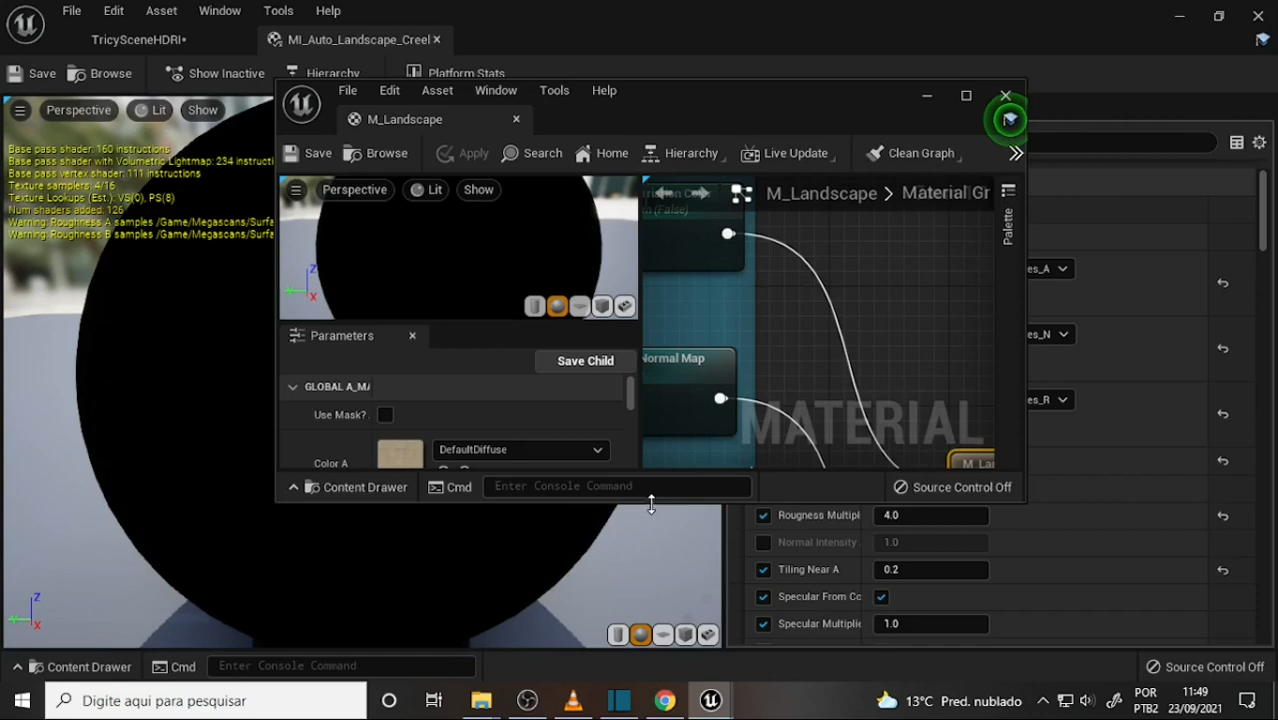 File Edit Asset Window Tools Help
TricySceneHDRI*
MI_Auto_Landscape_Creel
Save Browse Show Inactive Hierarchy Platform Stats
File Edit Asset Window Tools Help
M_Landscape
Save Browse Apply Search Home Hierarchy Live Update Clean Graph
Perspective Lit Show
Base pass shader: 160 instructions
Base pass shader with Volumetric Lightmap: 234 instructi
Base pass vertex shader: 111 instructions
Texture samplers: 4/16
Texture Lookups (Est.): VS(0), PS(8)
Num shaders added: 126
Warning: Roughness A samples /Game/Megascans/Surfa
Warning: Roughness B samples /Game/Megascans/Surfa
Perspective Lit Show
Z
Y
X
M_Landscape > Material Gr
(False)
Normal Map
MATERIAL
M_Lan
Palette
Parameters
Save Child
GLOBAL A_MA
Use Mask?
Color A
DefaultDiffuse
Content Drawer Cmd Enter Console Command Source Control Off
es_A
es_N
es_R
Rougness Multipl 4.0
Normal Intensity 1.0
Tiling Near A 0.2
Specular From Co
Specular Multiplie 1.0
Z
Y
X
Content Drawer Cmd Enter Console Command Source Control Off
Digite aqui para pesquisar
13°C Pred. nublado
POR
PTB2
11:49
23/09/2021